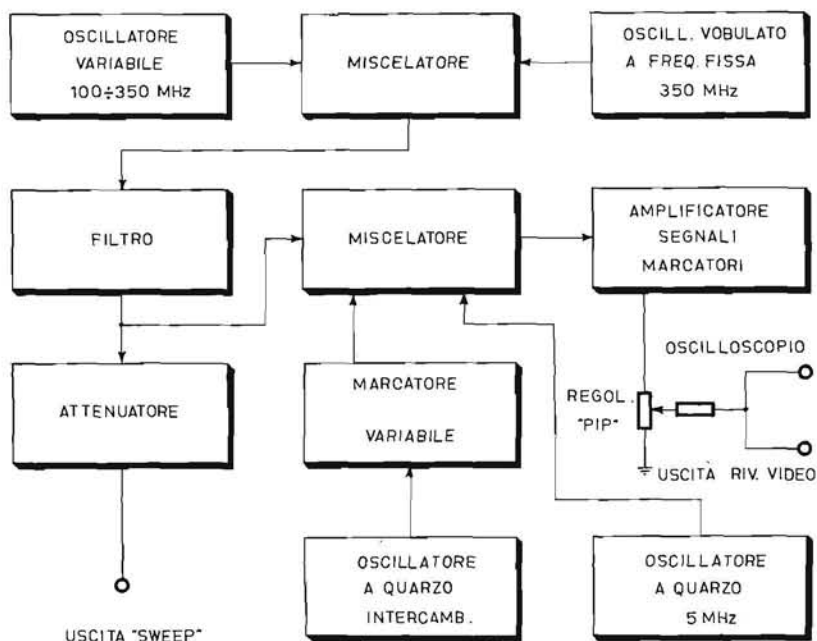 OSCILLATORE
VARIABILE
100÷350 MHz
MISCELATORE
OSCILL. VOBULATO
A FREQ. FISSA
350 MHz
FILTRO
MISCELATORE
AMPLIFICATORE
SEGNALI
MARCATORI
ATTENUATORE
MARCATORE
VARIABILE
REGOL.
"PIP"
OSCILLOSCOPIO
USCITÀ RIV. VIDEO
OSCILLATORE
A QUARZO
INTERCAMB.
OSCILLATORE
A QUARZO
5 MHz
USCITA "SWEEP"